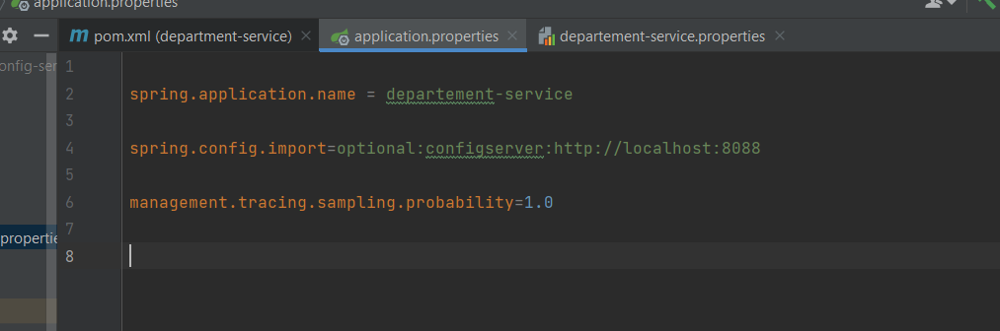 application.properties
pom.xml (department-service)
application.properties
departement-service.properties
onfig-ser
1
2 spring.application.name = departement-service
3
4 spring.config.import=optional:configserver:http://localhost:8088
5
6 management.tracing.sampling.probability=1.0
properti
7
8